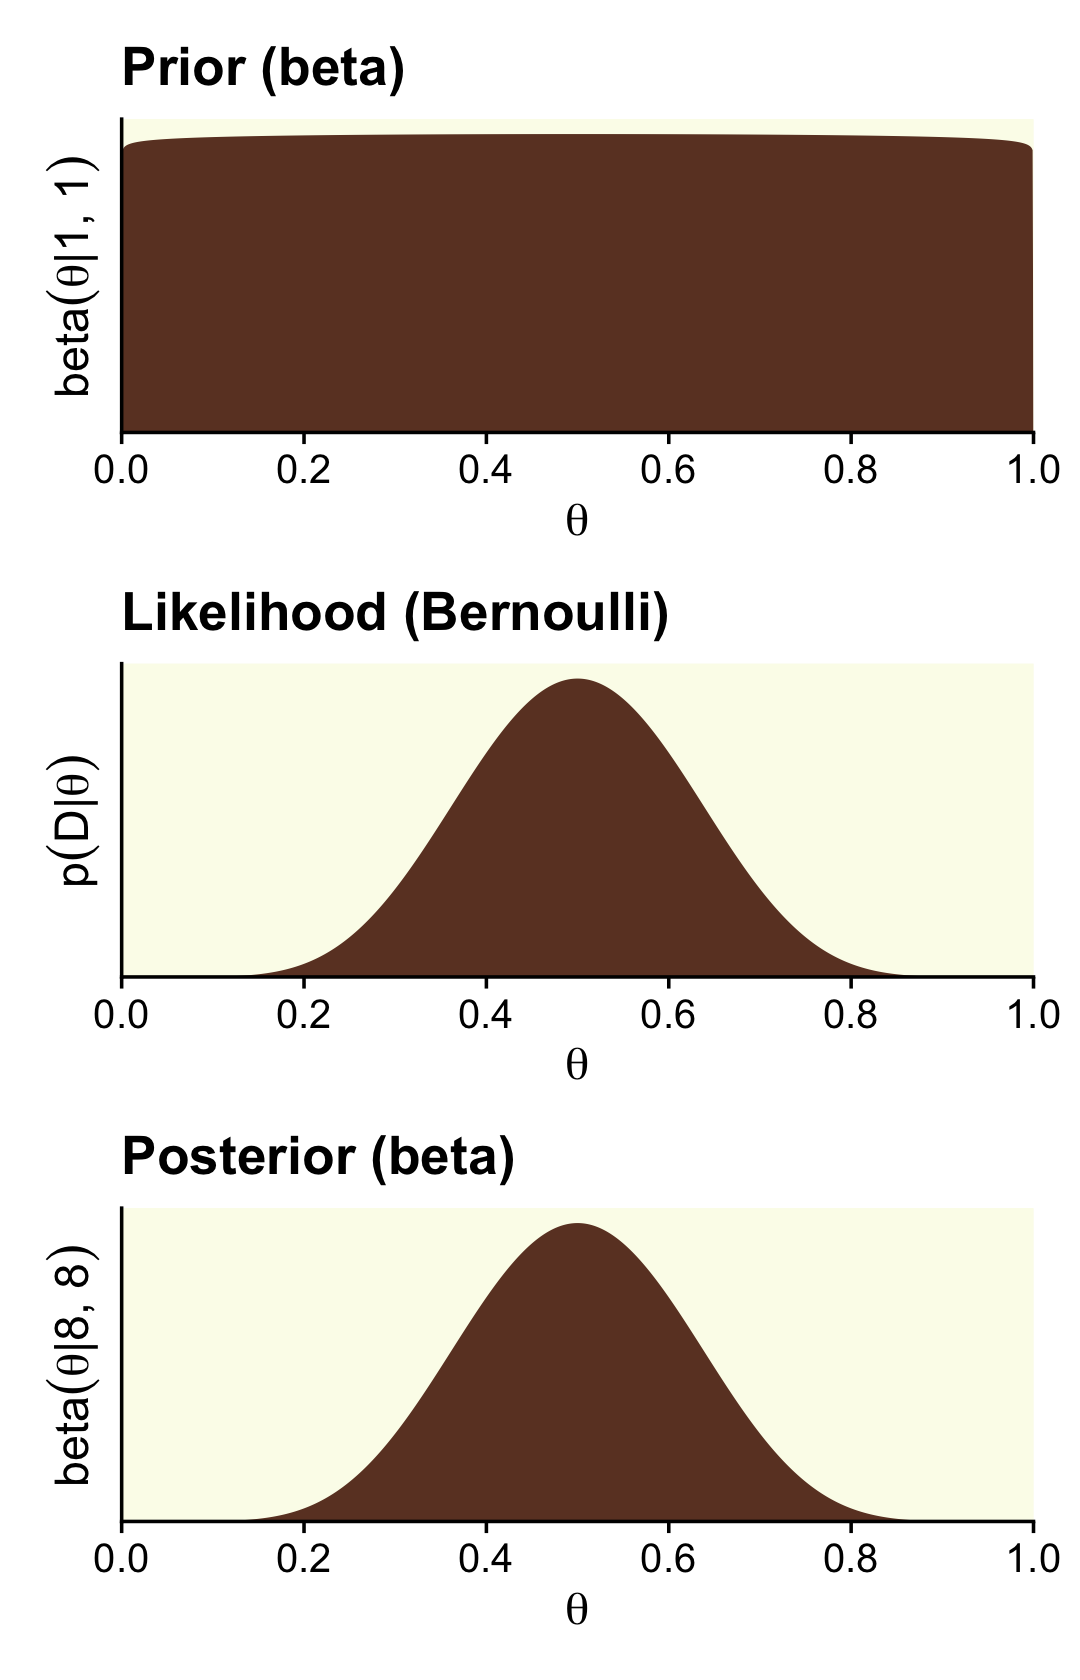 Prior (beta)
beta(θ|1, 1)
0.0 0.2 0.4 0.6 0.8 1.0
θ
Likelihood (Bernoulli)
p(D|θ)
0.0 0.2 0.4 0.6 0.8 1.0
θ
Posterior (beta)
beta(θ|8, 8)
0.0 0.2 0.4 0.6 0.8 1.0
θ